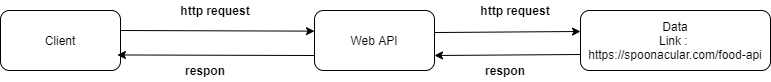 http request
http request
Client
Web API
Data
Link :
https://spoonacular.com/food-api
respon
respon